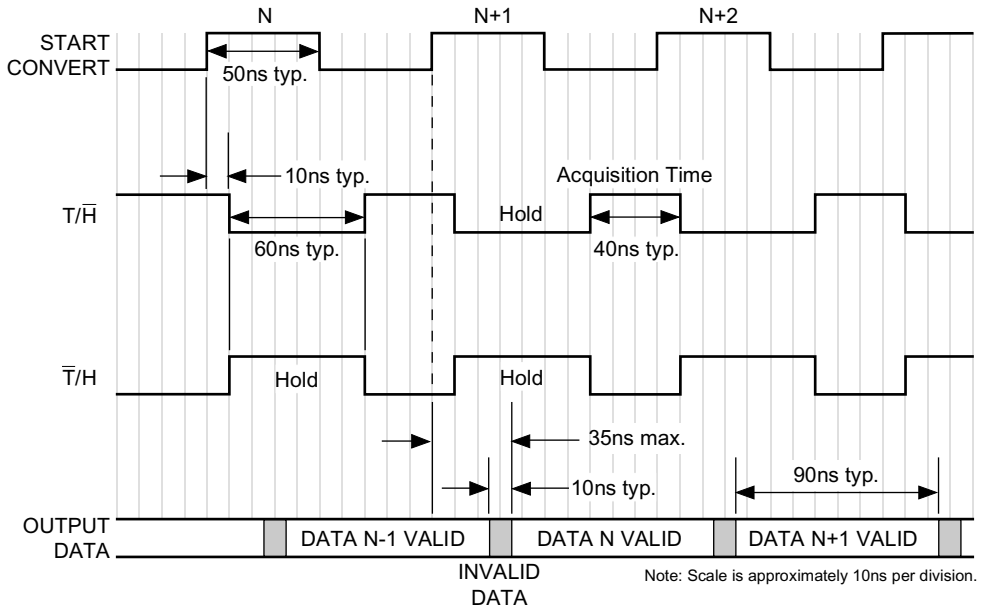 N
N+1
N+2
START
CONVERT
50ns typ.
10ns typ.
Acquisition Time
T/H̅
Hold
60ns typ.
40ns typ.
T̅/H
Hold
Hold
35ns max.
10ns typ.
90ns typ.
OUTPUT
DATA
DATA N-1 VALID
DATA N VALID
DATA N+1 VALID
INVALID
DATA
Note: Scale is approximately 10ns per division.